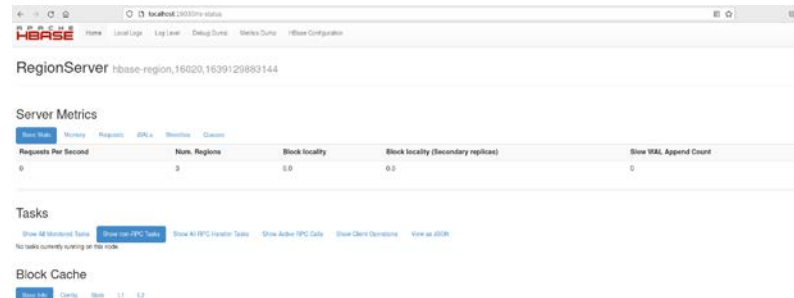 localhost:16030/rs-status
APACHE
HBASE Home Local Logs Log Level Debug Dump Metrics Dump HBase Configuration
RegionServer hbase-region,16020,1639129883144
Server Metrics
Base Stats Memory Requests WALs Storefiles Queues
Requests Per Second Num. Regions Block locality Block locality (Secondary replicas) Slow WAL Append Count
0 3 0.0 0.0 0
Tasks
Show All Monitored Tasks Show non-RPC Tasks Show All RPC Handler Tasks Show Active RPC Calls Show Client Operations View as JSON
No tasks currently running on this node.
Block Cache
Base Info Config Stats L1 L2